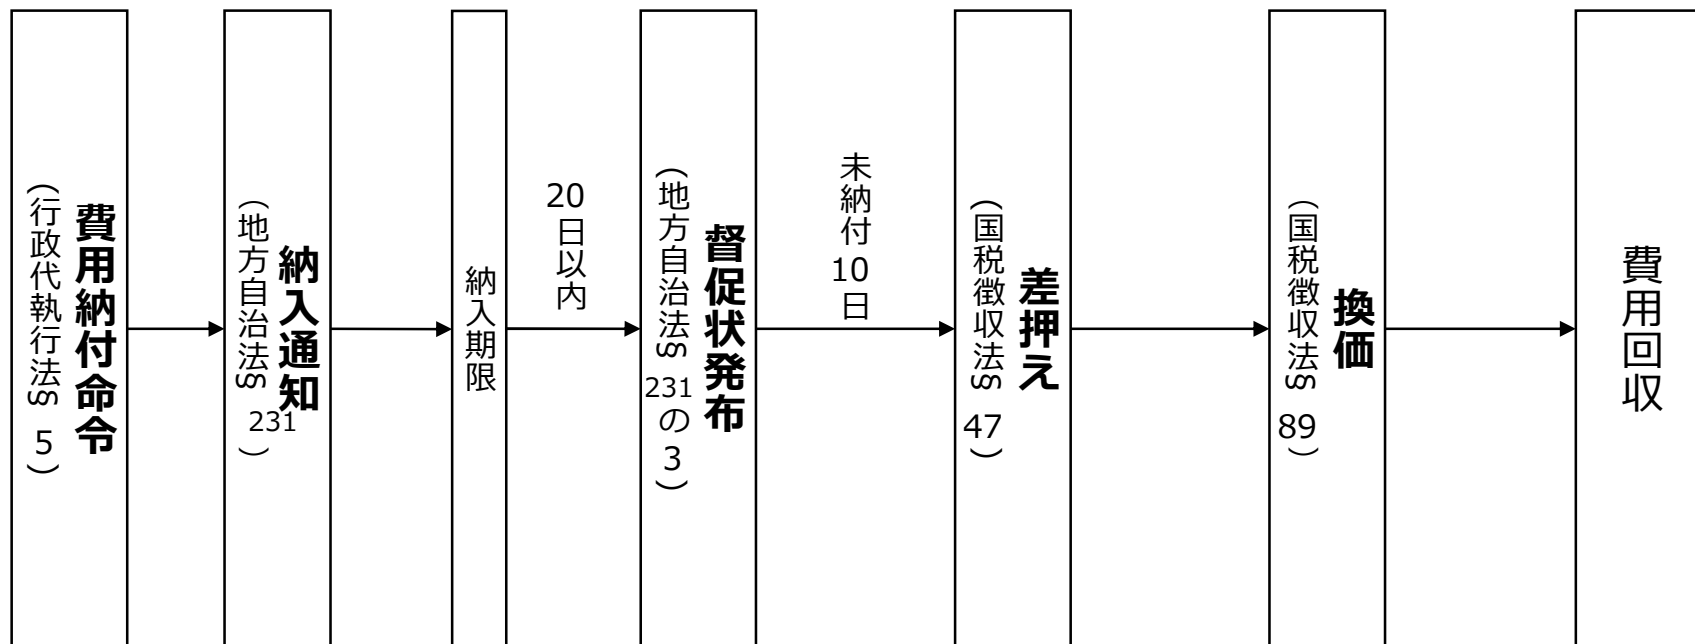 費用納付命令
（行政代執行法§5）
納入通知
（地方自治法§231）
納入期限
20日以内
督促状発布
（地方自治法§231の3）
未納付10日
差押え
（国税徴収法§47）
換価
（国税徴収法§89）
費用回収